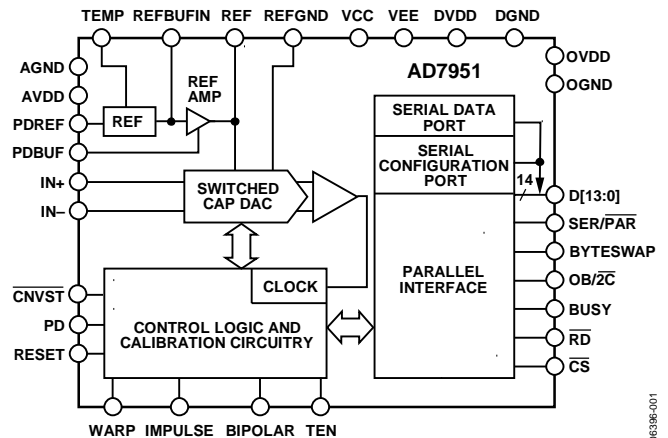 TEMP REFBUFIN REF REFGND VCC VEE DVDD DGND
AGND
AVDD
PDREF
PDBUF
IN+
IN–
CNVST
PD
RESET
REF
REF
AMP
SWITCHED
CAP DAC
CLOCK
CONTROL LOGIC AND
CALIBRATION CIRCUITRY
AD7951
SERIAL DATA
PORT
SERIAL
CONFIGURATION
PORT
14
PARALLEL
INTERFACE
OVDD
OGND
D[13:0]
SER/PAR
BYTESWAP
OB/2C
BUSY
RD
CS
WARP IMPULSE BIPOLAR TEN
6396-001